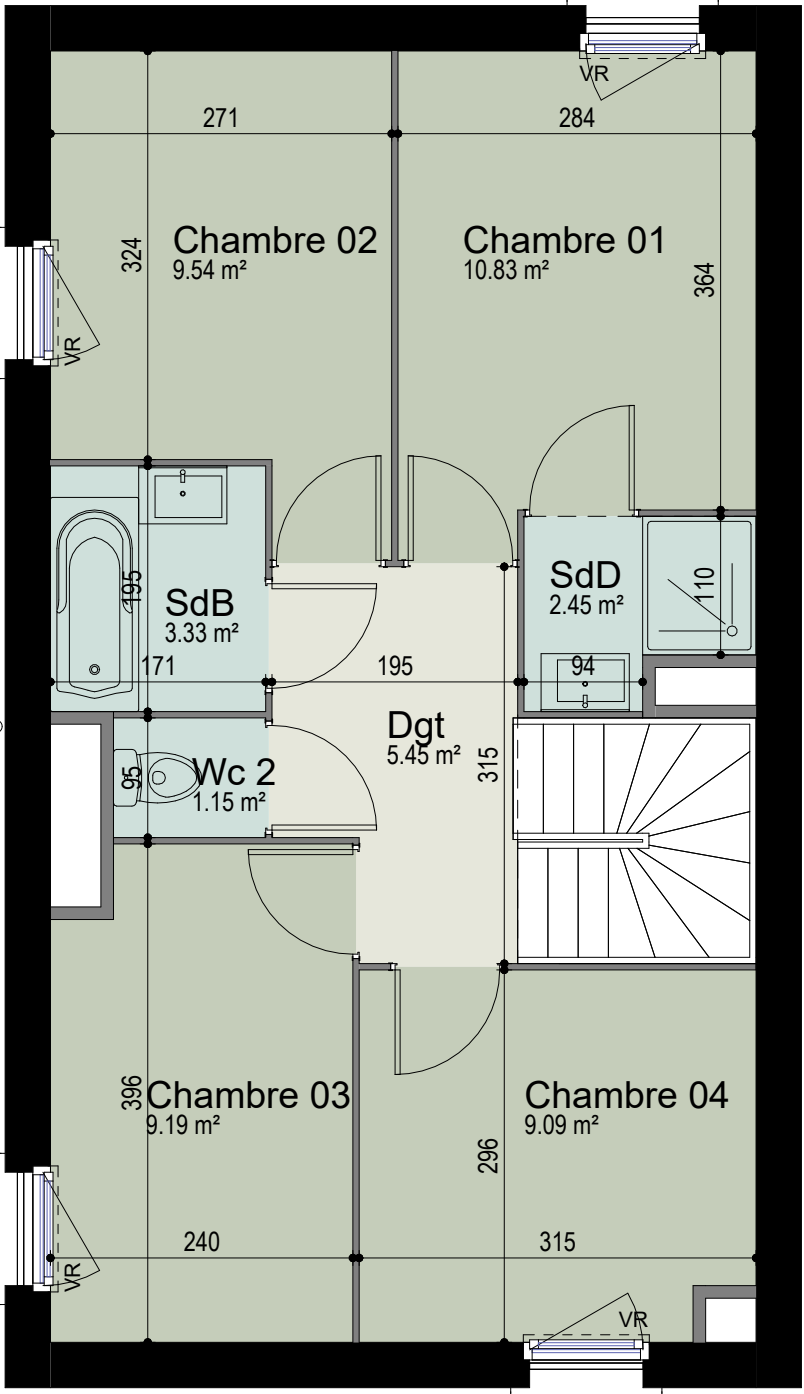 VR
271
284
Chambre 02
9.54 m²
324
Chambre 01
10.83 m²
364
VR
SdB
3.33 m²
195
171
SdD
2.45 m²
110
195
94
Dgt
5.45 m²
315
Wc 2
1.15 m²
95
Chambre 03
9.19 m²
396
Chambre 04
9.09 m²
296
240
315
VR
VR